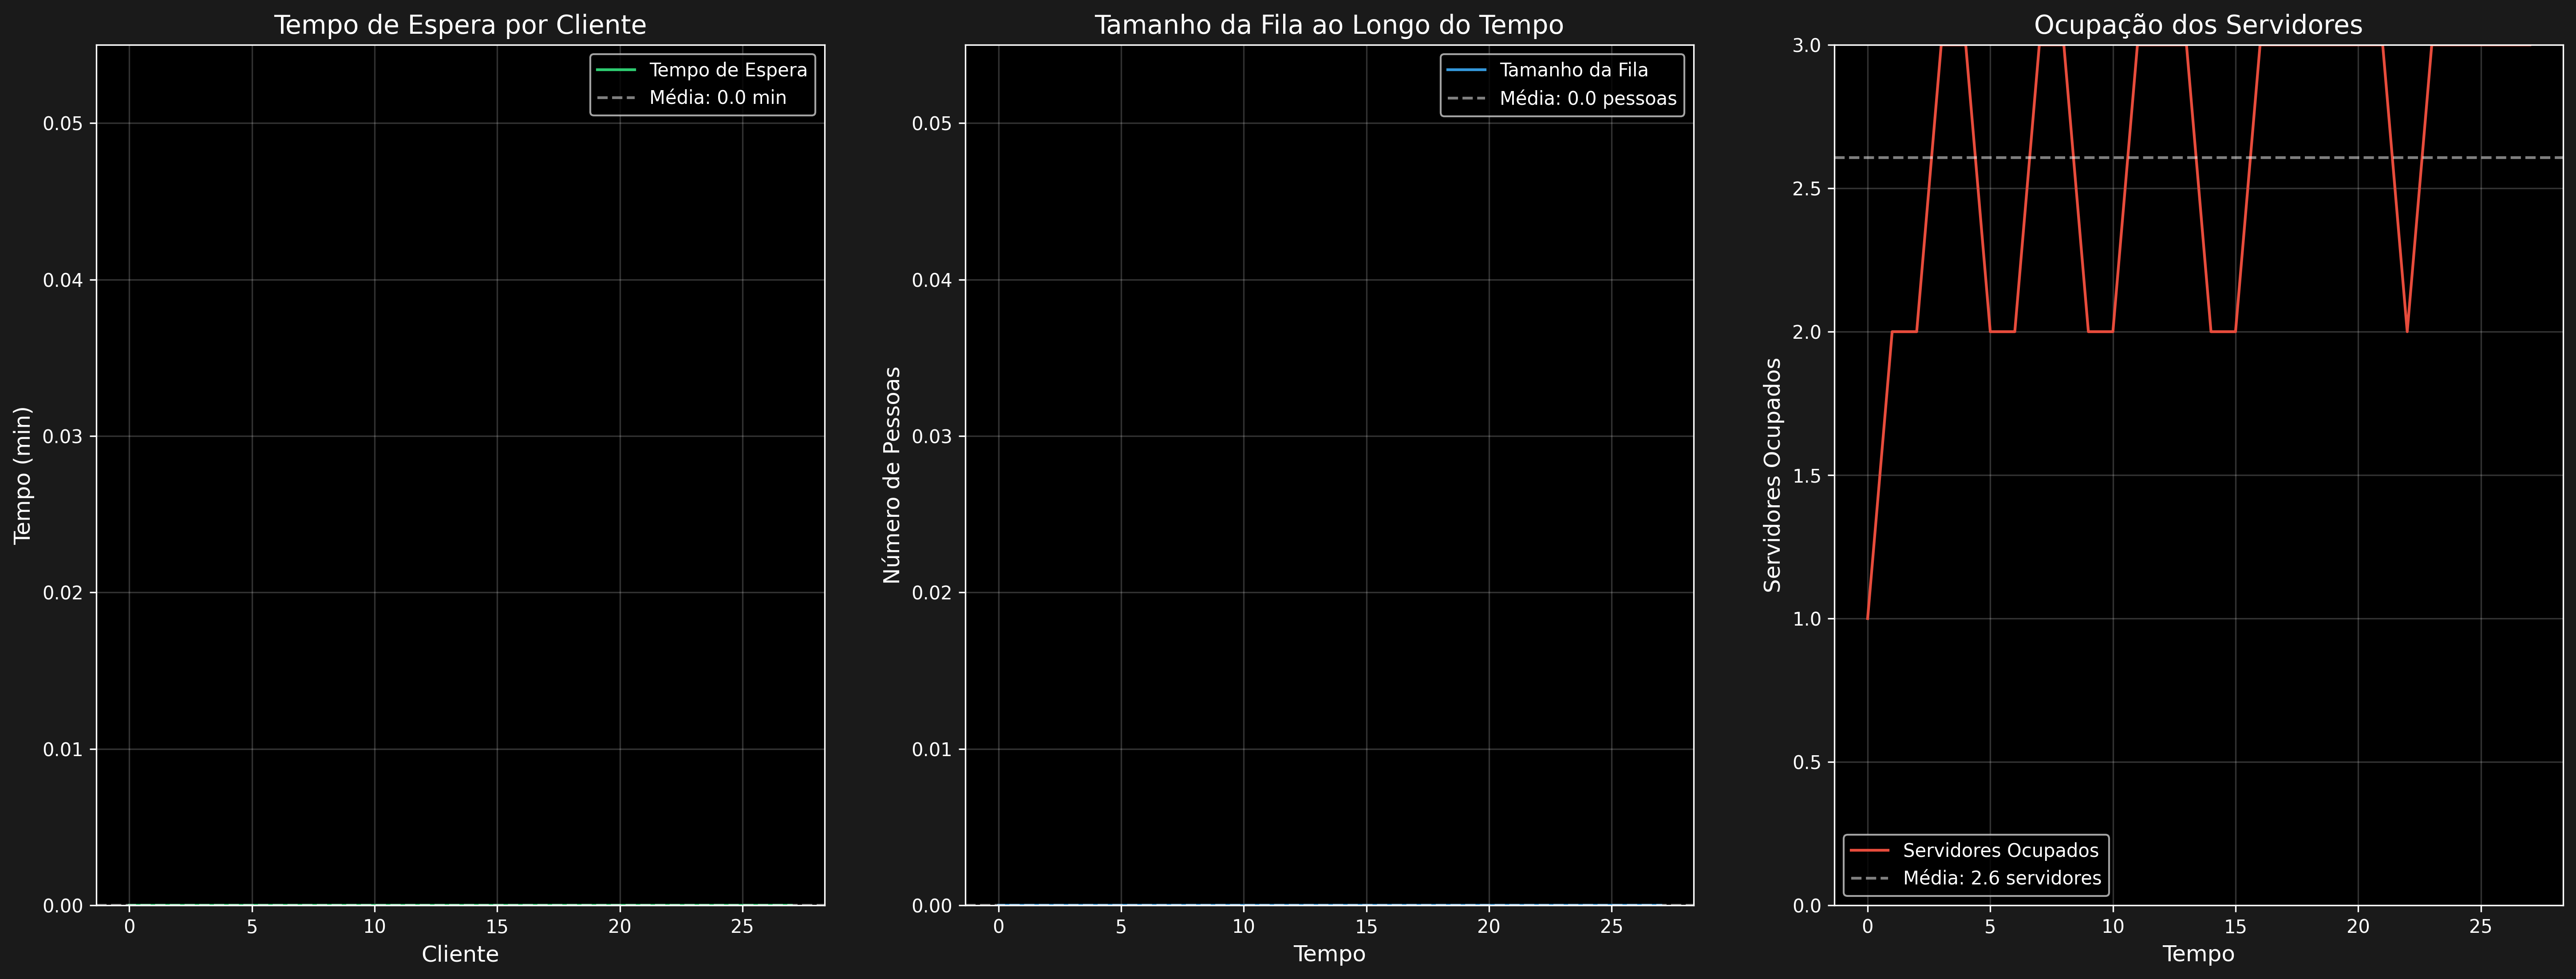 Tempo de Espera por Cliente
Tempo de Espera
Média: 0.0 min
0.05
0.04
0.03
0.02
0.01
0.00
Tempo (min)
0 5 10 15 20 25
Cliente
Tamanho da Fila ao Longo do Tempo
Tamanho da Fila
Média: 0.0 pessoas
0.05
0.04
0.03
0.02
0.01
0.00
Número de Pessoas
0 5 10 15 20 25
Tempo
Ocupação dos Servidores
3.0
2.5
2.0
1.5
1.0
0.5
0.0
Servidores Ocupados
Servidores Ocupados
Média: 2.6 servidores
0 5 10 15 20 25
Tempo